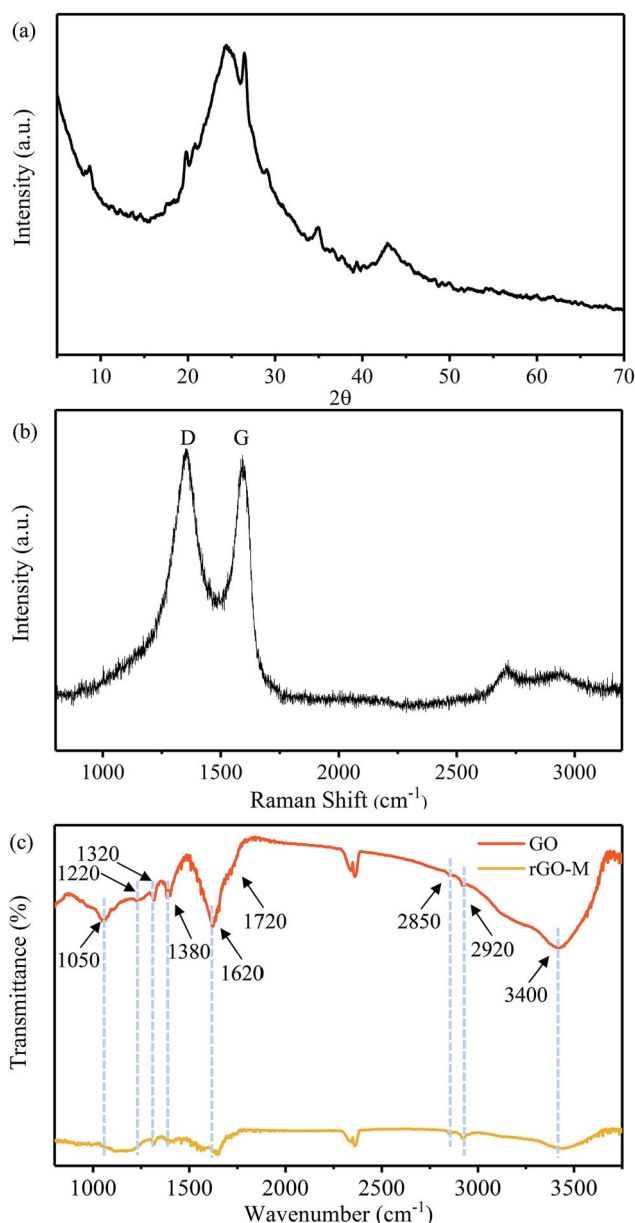 (a)
Intensity (a.u.)
10 20 30 40 50 60 70
2θ
(b)
D G
Intensity (a.u.)
1000 1500 2000 2500 3000
Raman Shift (cm-1)
(c)
GO
rGO-M
1320
1220
1050
1380
1620
1720
2850
2920
3400
Transmittance (%)
1000 1500 2000 2500 3000 3500
Wavenumber (cm-1)